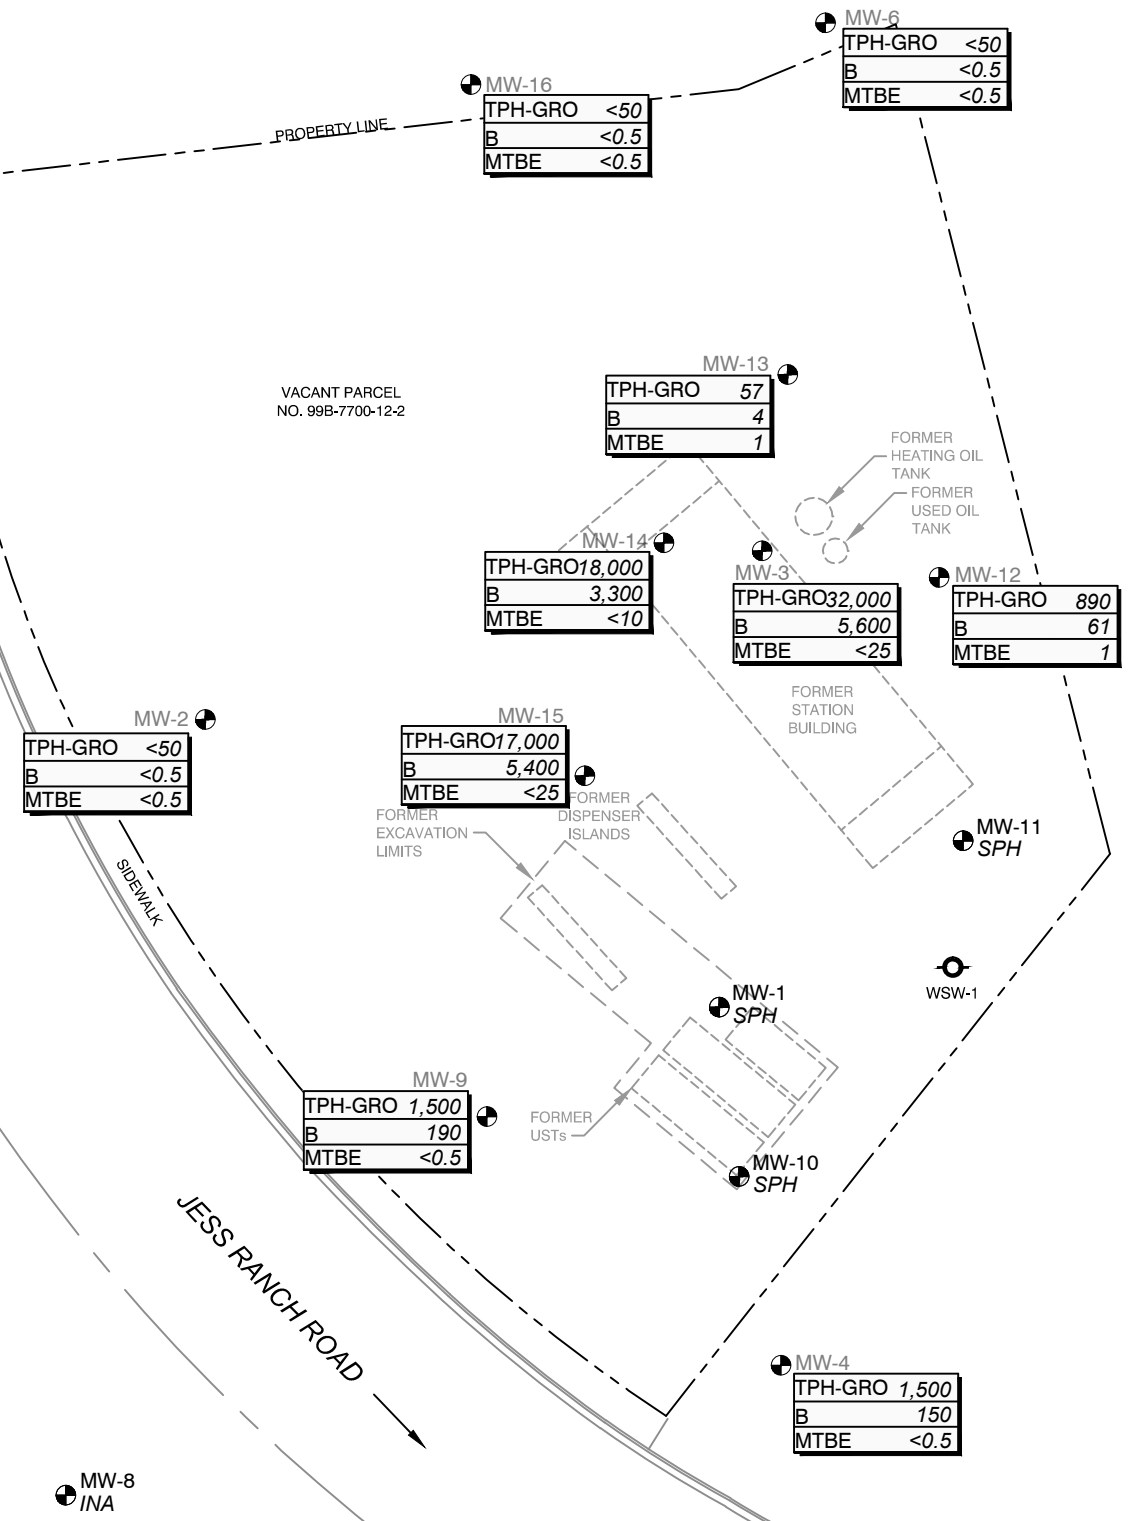 MW-6
TPH-GRO <50
B <0.5
MTBE <0.5
MW-16
TPH-GRO <50
B <0.5
MTBE <0.5
PROPERTY LINE
VACANT PARCEL
NO. 99B-7700-12-2
MW-13
TPH-GRO 57
B 4
MTBE 1
FORMER
HEATING OIL
TANK
FORMER
USED OIL
TANK
MW-14
TPH-GRO 18,000
B 3,300
MTBE <10
MW-3
TPH-GRO 32,000
B 5,600
MTBE <25
MW-12
TPH-GRO 890
B 61
MTBE 1
FORMER
STATION
BUILDING
MW-2
TPH-GRO <50
B <0.5
MTBE <0.5
MW-15
TPH-GRO 17,000
B 5,400
MTBE <25
FORMER
DISPENSER
ISLANDS
FORMER
EXCAVATION
LIMITS
MW-11
SPH
SIDEWALK
WSW-1
MW-1
SPH
MW-9
TPH-GRO 1,500
B 190
MTBE <0.5
FORMER
USTs
MW-10
SPH
JESS RANCH ROAD
MW-4
TPH-GRO 1,500
B 150
MTBE <0.5
MW-8
INA